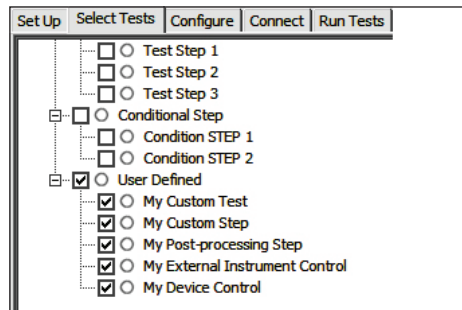 Set Up Select Tests Configure Connect Run Tests
Test Step 1
Test Step 2
Test Step 3
Conditional Step
Condition STEP 1
Condition STEP 2
User Defined
My Custom Test
My Custom Step
My Post-processing Step
My External Instrument Control
My Device Control